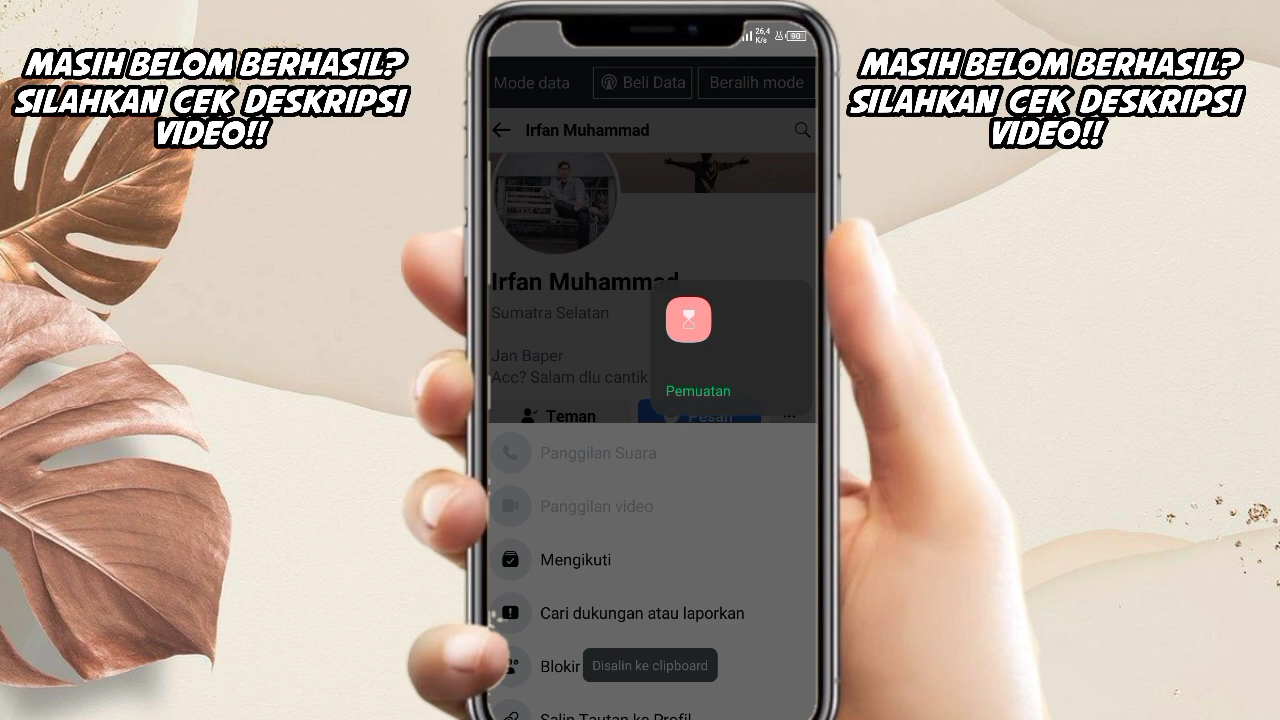 MASIH BELOM BERHASIL?
SILAHKAN CEK DESKRIPSI
VIDEO!!
MASIH BELOM BERHASIL?
SILAHKAN CEK DESKRIPSI
VIDEO!!
26,4
K/s
90
Mode data
Beli Data
Beralih mode
Irfan Muhammad
Irfan Muhammad
Sumatra Selatan
Jan Baper
Acc? Salam dlu cantik
Pemuatan
Teman
Pesan
Panggilan Suara
Panggilan video
Mengikuti
Cari dukungan atau laporkan
Blokir
Disalin ke clipboard
Salin Tautan ke Profil